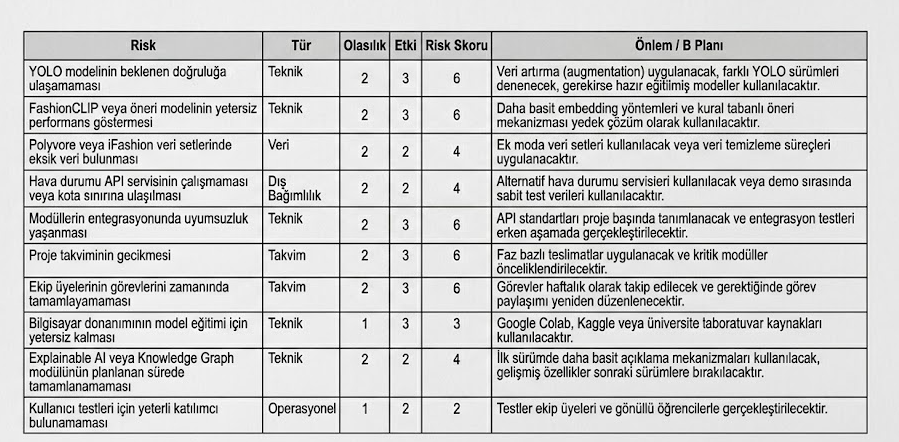 Risk Tür Olasılık Etki Risk Skoru Önlem / B Planı
YOLO modelinin beklenen doğruluğa
ulaşamaması
Teknik
2 3 6
Veri artırma (augmentation) uygulanacak, farklı YOLO sürümleri
denenecek, gerekirse hazır eğitilmiş modeller kullanılacaktır.
FashionCLIP veya öneri modelinin yetersiz
performans göstermesi
Teknik
2 3 6
Daha basit embedding yöntemleri ve kural tabanlı öneri
mekanizması yedek çözüm olarak kullanılacaktır.
Polyvore veya iFashion veri setlerinde
eksik veri bulunması
Veri
2 2 4
Ek moda veri setleri kullanılacak veya veri temizleme süreçleri
uygulanacaktır.
Hava durumu API servisinin çalışmaması
veya kota sınırına ulaşılması
Dış
Bağımlılık
2 2 4
Alternatif hava durumu servisieri kullanılacak veya demo sırasında
sabit test verileri kullanılacaktır.
Modüllerin entegrasyonunda uyumsuzluk
yaşanması
Teknik
2 3 6
API standartları proje başında tanımlanacak ve entegrasyon testleri
erken aşamada gerçekleştirilecektir.
Proje takviminin gecikmesi
Takvim
2 3 6
Faz bazlı teslimatlar uygulanacak ve kritik modüller
önceliklendirilecektir.
Ekip üyelerinin görevlerini zamanında
tamamlayamaması
Takvim
2 3 6
Görevler haftalık olarak takip edilecek ve gerektiğinde görev
paylaşımı yeniden düzenlenecektir.
Bilgisayar donanımının model eğitimi için
yetersiz kalması
Teknik
1 3 3
Google Colab, Kaggle veya üniversite taboratuvar kaynakları
kullanılacaktır.
Explainable AI veya Knowledge Graph
modülünün planlanan sürede
tamamlanamaması
Teknik
2 2 4
İlk sürümde daha basit açıklama mekanizmaları kullanılacak,
gelişmiş özellikler sonraki sürümlere bırakılacaktır.
Kullanıcı testleri için yeterli katılımcı
bulunamaması
Operasyonel
1 2 2
Testler ekip üyeleri ve gönüllü öğrencilerle gerçekleştirilecektir.